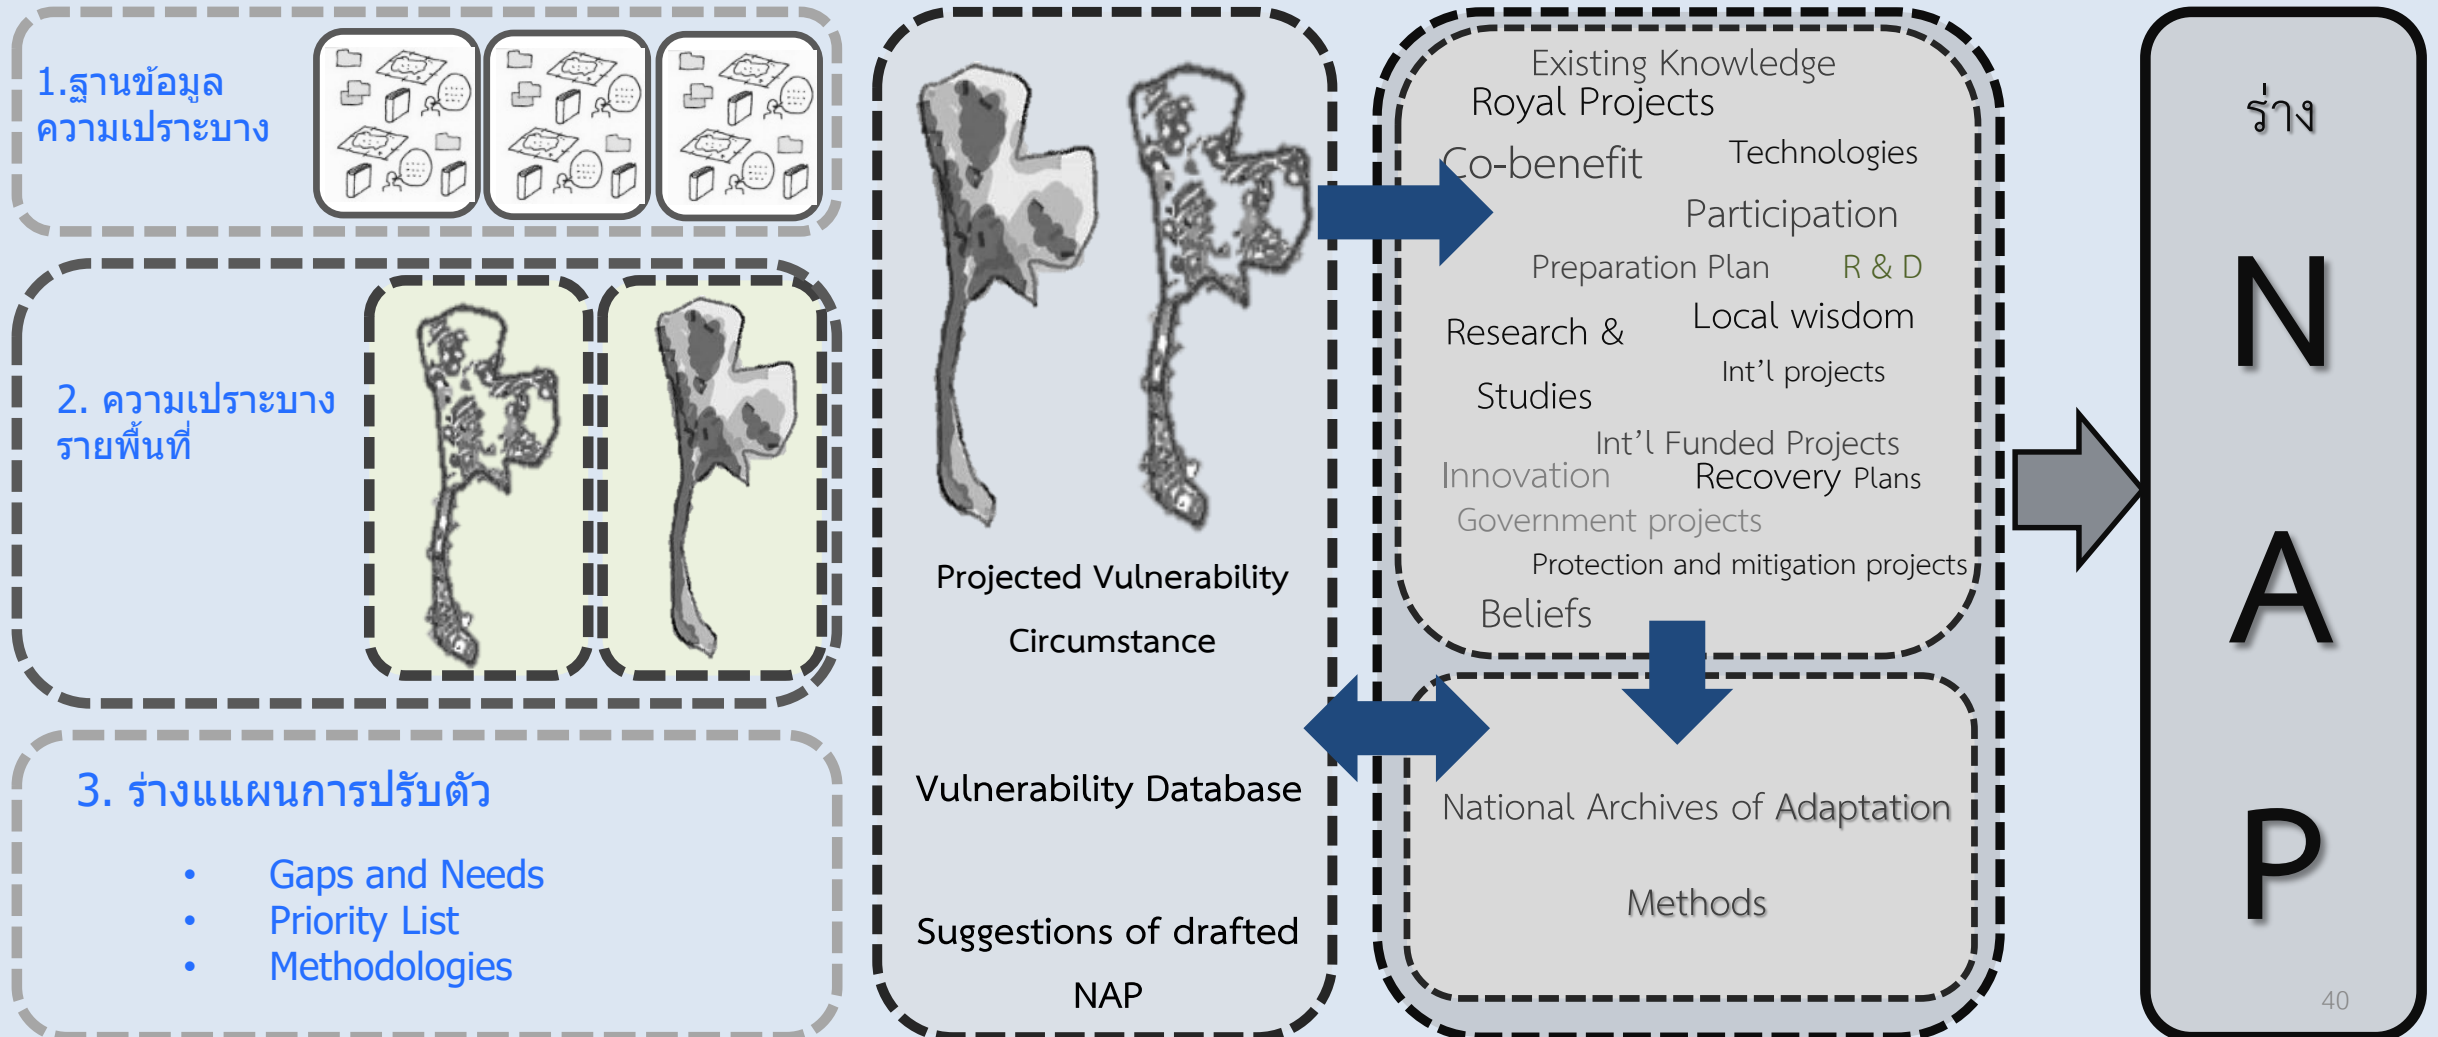 1.ฐานข้อมูล
ความเปราะบาง
2. ความเปราะบาง
รายพื้นที่
3. ร่างแแผนการปรับตัว
• Gaps and Needs
• Priority List
• Methodologies
Projected Vulnerability
Circumstance
Vulnerability Database
Suggestions of drafted
NAP
Existing Knowledge
Royal Projects
Co-benefit
Technologies
Participation
Preparation Plan
R & D
Research &
Local wisdom
Int’l projects
Studies
Int’l Funded Projects
Innovation
Recovery Plans
Government projects
Protection and mitigation projects
Beliefs
National Archives of Adaptation
Methods
ร่าง
N
A
P
40